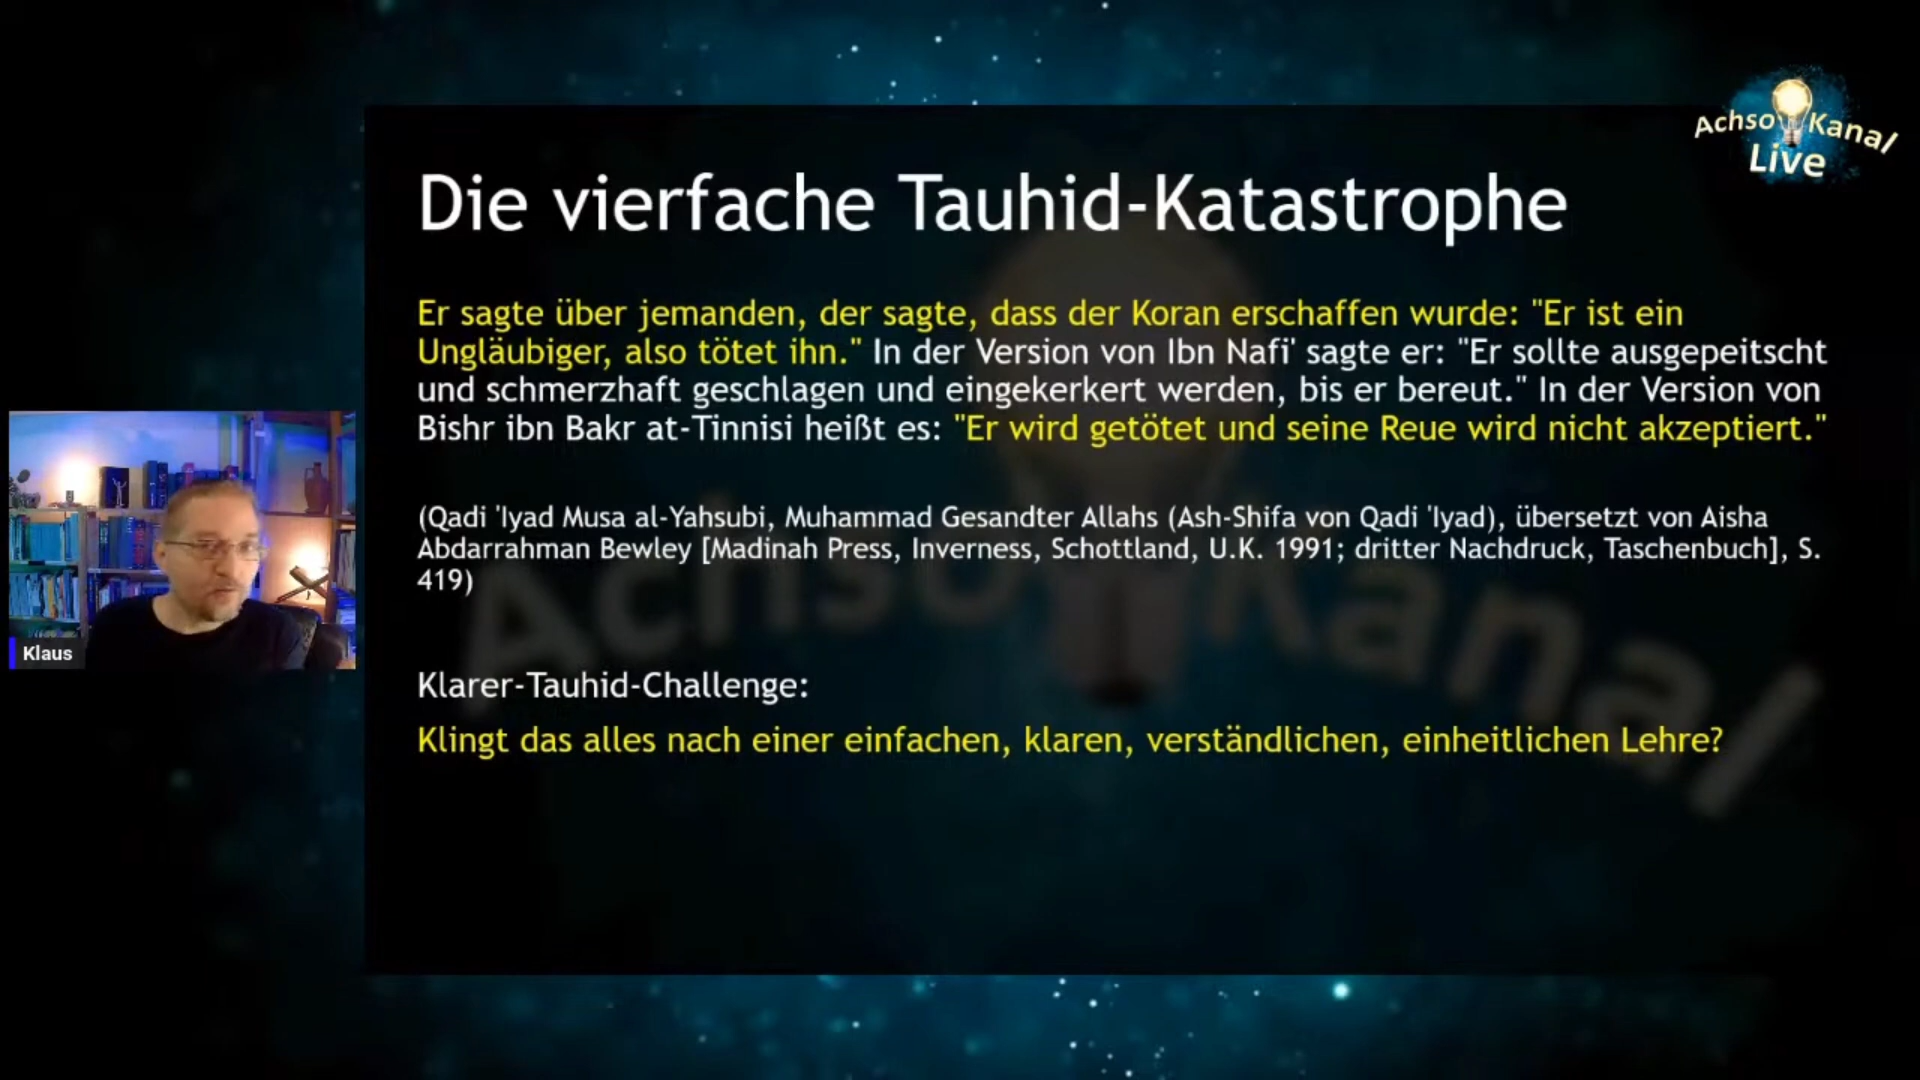 Achso Kanal
Live
Die vierfache Tauhid-Katastrophe
Er sagte über jemanden, der sagte, dass der Koran erschaffen wurde: "Er ist ein
Ungläubiger, also tötet ihn." In der Version von Ibn Nafi' sagte er: "Er sollte ausgepeitscht
und schmerzhaft geschlagen und eingekerkert werden, bis er bereut." In der Version von
Bishr ibn Bakr at-Tinnisi heißt es: "Er wird getötet und seine Reue wird nicht akzeptiert."
(Qadi 'Iyad Musa al-Yahsubi, Muhammad Gesandter Allahs (Ash-Shifa von Qadi 'Iyad), übersetzt von Aisha
Abdarrahman Bewley [Madinah Press, Inverness, Schottland, U.K. 1991; dritter Nachdruck, Taschenbuch], S.
419)
Klarer-Tauhid-Challenge:
Klingt das alles nach einer einfachen, klaren, verständlichen, einheitlichen Lehre?
Achso Kanal
Klaus